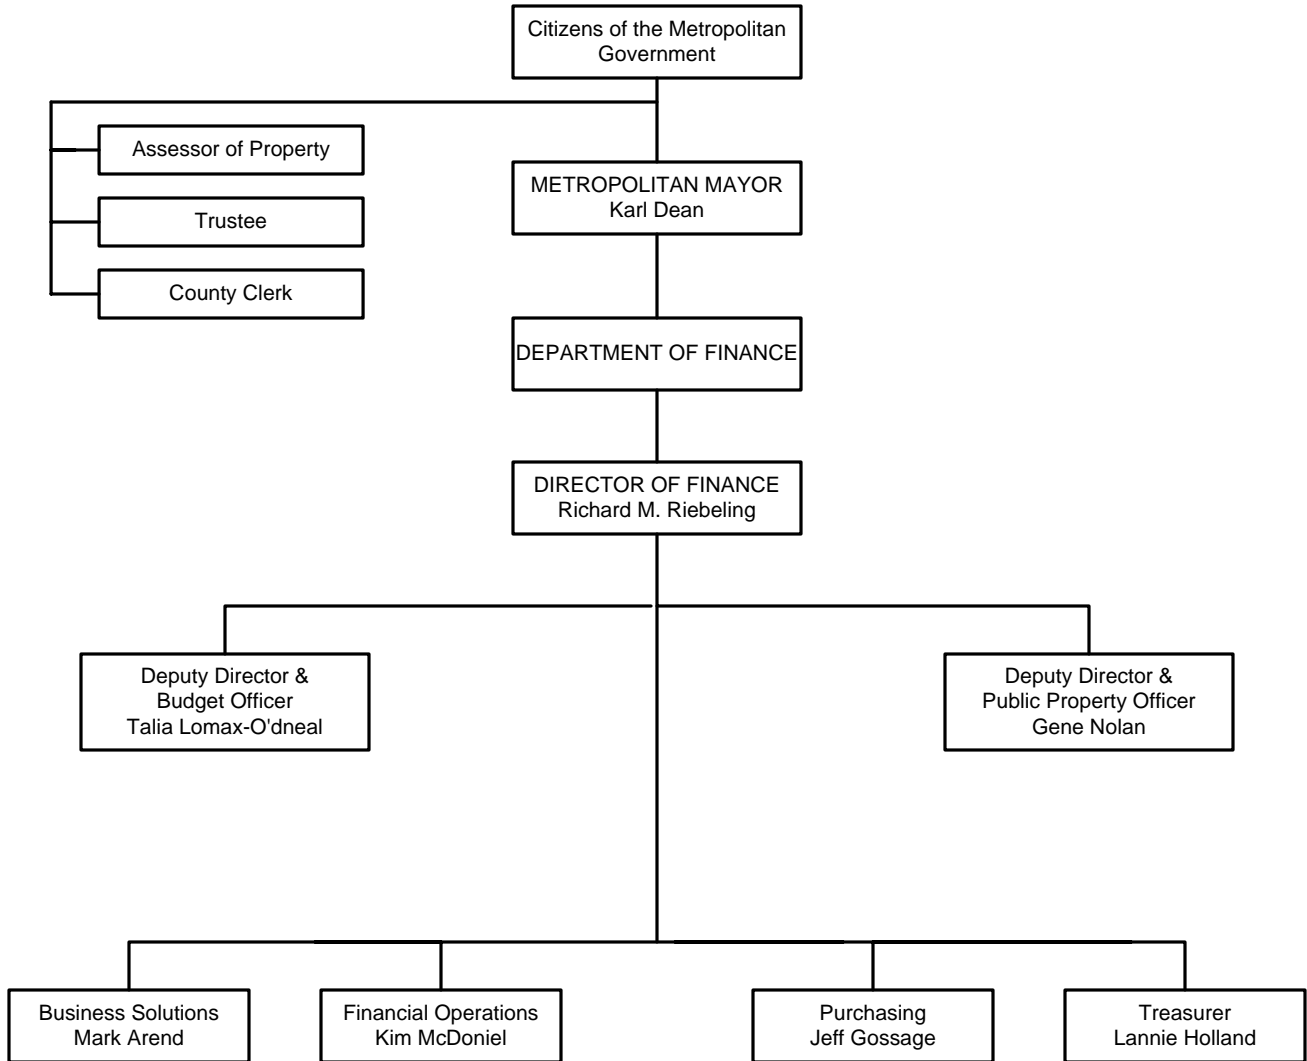 Citizens of the Metropolitan
Government
Assessor of Property
Trustee
County Clerk
METROPOLITAN MAYOR
Karl Dean
DEPARTMENT OF FINANCE
DIRECTOR OF FINANCE
Richard M. Riebeling
Deputy Director &
Budget Officer
Talia Lomax-O'dneal
Deputy Director &
Public Property Officer
Gene Nolan
Business Solutions
Mark Arend
Financial Operations
Kim McDoniel
Purchasing
Jeff Gossage
Treasurer
Lannie Holland